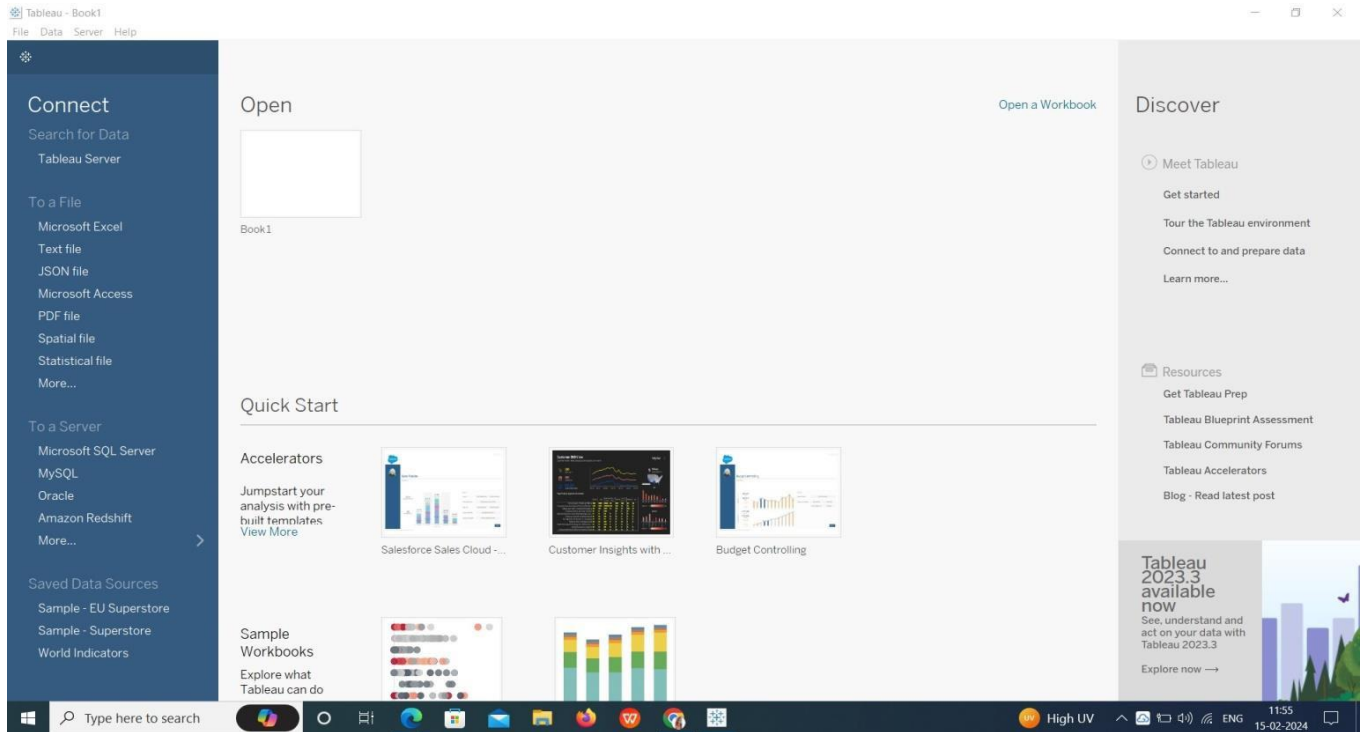 Tableau - Book1
File Data Server Help
Connect
Search for Data
Tableau Server
To a File
Microsoft Excel
Text file
JSON file
Microsoft Access
PDF file
Spatial file
Statistical file
More...
To a Server
Microsoft SQL Server
MySQL
Oracle
Amazon Redshift
More...
Saved Data Sources
Sample - EU Superstore
Sample - Superstore
World Indicators
Open
Open a Workbook
Book1
Quick Start
Accelerators
Jumpstart your
analysis with pre-
built templates
View More
Salesforce Sales Cloud -...
Customer Insights with ...
Budget Controlling
Sample
Workbooks
Explore what
Tableau can do
Discover
Meet Tableau
Get started
Tour the Tableau environment
Connect to and prepare data
Learn more...
Resources
Get Tableau Prep
Tableau Blueprint Assessment
Tableau Community Forums
Tableau Accelerators
Blog - Read latest post
Tableau
2023.3
available
now
See, understand and
act on your data with
Tableau 2023.3
Explore now →
Type here to search
High UV
ENG
11:55
15-02-2024